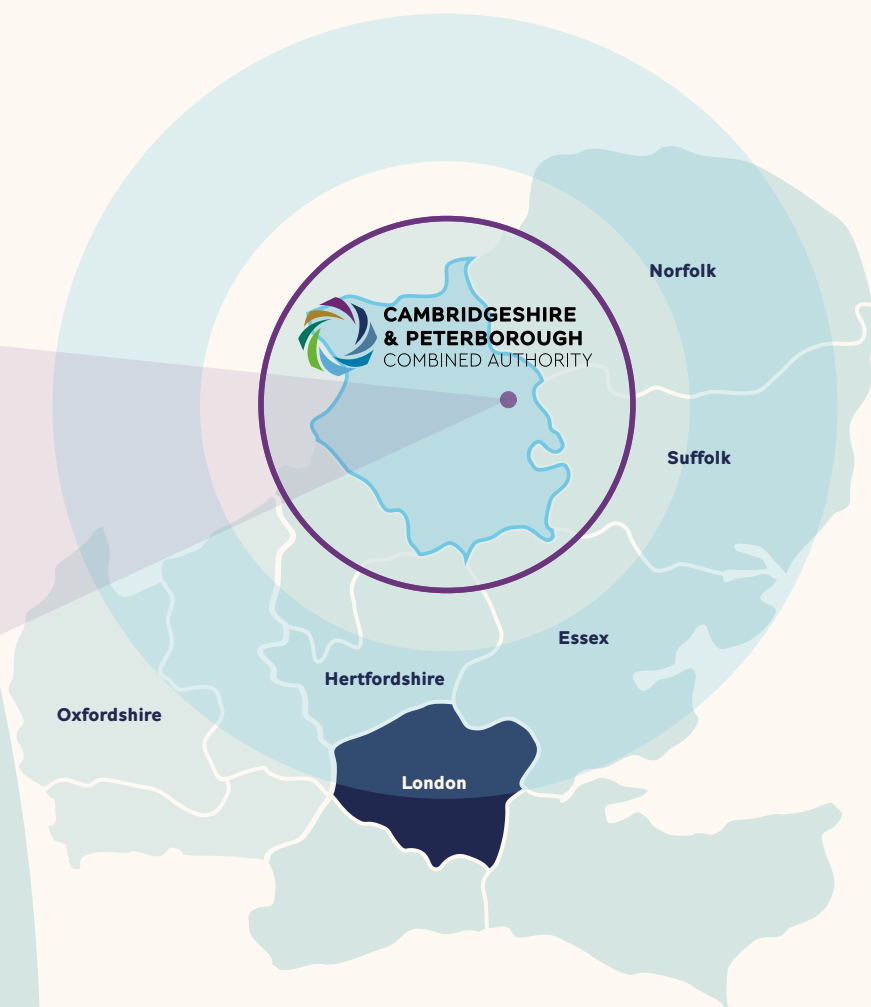 Norfolk
CAMBRIDGESHIRE
& PETERBOROUGH
COMBINED AUTHORITY
Suffolk
Essex
Hertfordshire
Oxfordshire
London